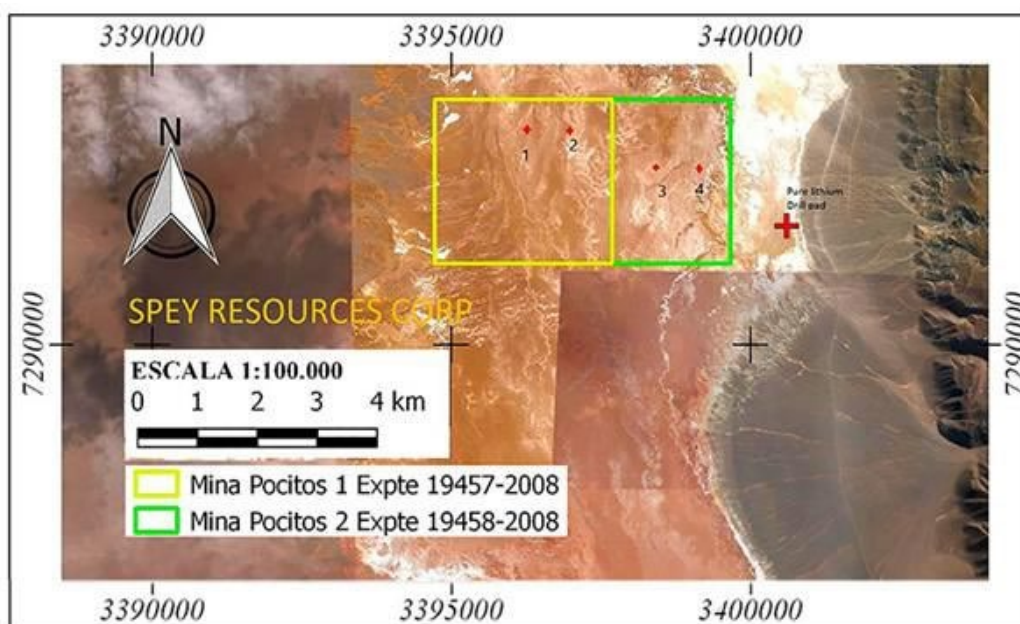 3390000 3395000 3400000
N
1 2
3 4
Pure lithium
Drill pad
SPEY RESOURCES CORP
7290000 7290000
ESCALA 1:100.000
0 1 2 3 4 km
Mina Pocitos 1 Expte 19457-2008
Mina Pocitos 2 Expte 19458-2008
3390000 3395000 3400000